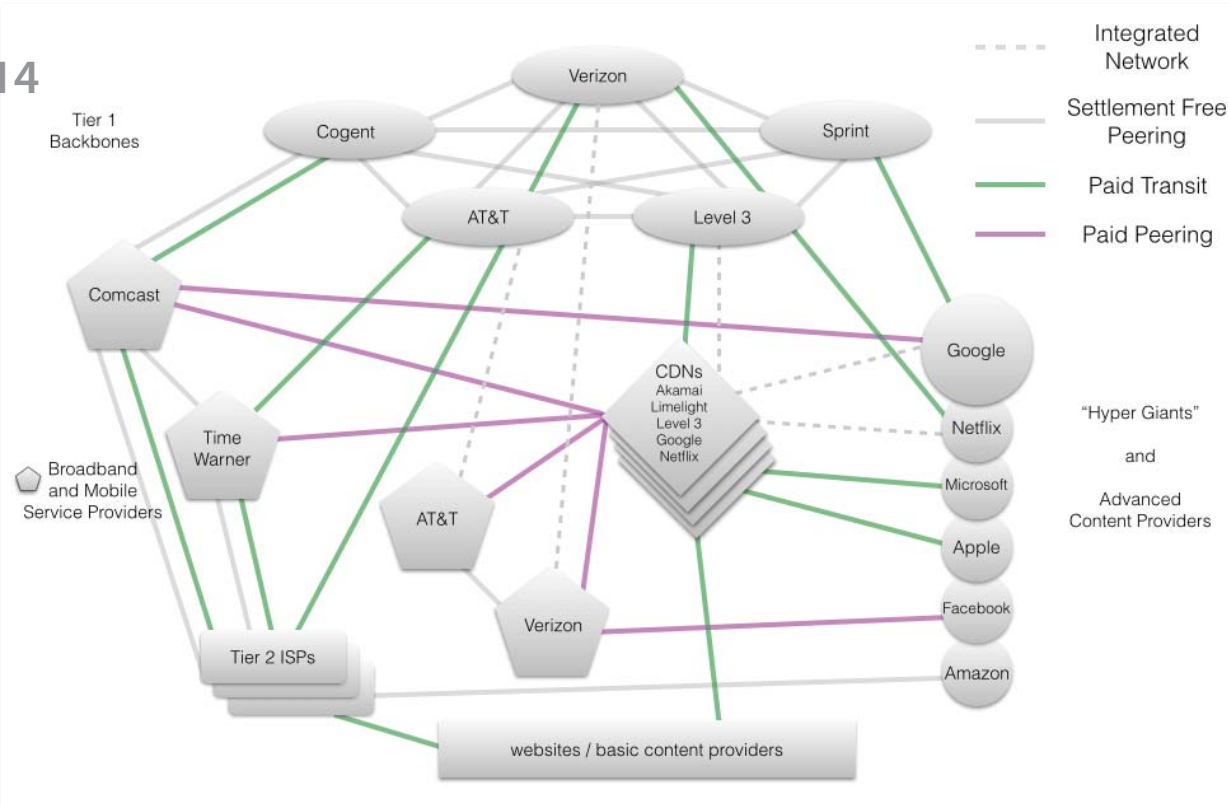 14
Tier 1
Backbones
Verizon
Cogent
Sprint
AT&T
Level 3
Integrated
Network
Settlement Free
Peering
Paid Transit
Paid Peering
Comcast
Time
Warner
Broadband
and Mobile
Service Providers
AT&T
Verizon
CDNs
Akamai
Limelight
Level 3
Google
Netflix
Google
Netflix
Microsoft
Apple
Facebook
Amazon
“Hyper Giants”
and
Advanced
Content Providers
Tier 2 ISPs
websites / basic content providers